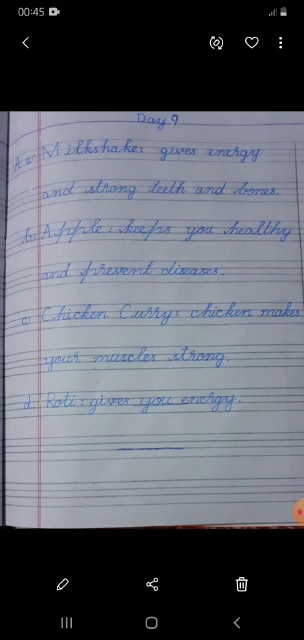 00:45
Day 9
A a. Milkshake: gives energy
and strong teeth and bones.
b. Apple: keeps you healthy
and prevent diseases.
c. Chicken Curry: chicken makes
your muscles strong.
d. Roti: gives you energy.